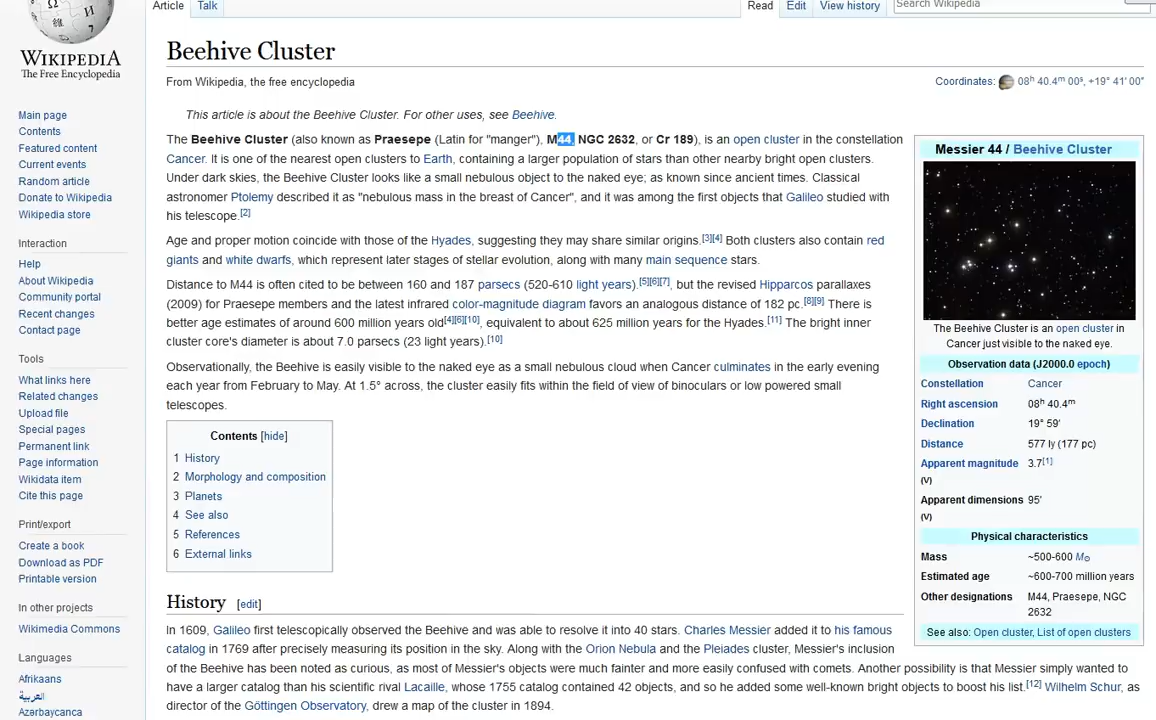 Article Talk Read Edit View history Search Wikipedia
WIKIPEDIA
The Free Encyclopedia
Main page
Contents
Featured content
Current events
Random article
Donate to Wikipedia
Wikipedia store
Interaction
Help
About Wikipedia
Community portal
Recent changes
Contact page
Tools
What links here
Related changes
Upload file
Special pages
Permanent link
Page information
Wikidata item
Cite this page
Print/export
Create a book
Download as PDF
Printable version
In other projects
Wikimedia Commons
Languages
Afrikaans
العربية
Azərbaycanca
Beehive Cluster
From Wikipedia, the free encyclopedia
Coordinates: 08ʰ 40.4ᵐ 00ˢ, +19° 41′ 00″
This article is about the Beehive Cluster. For other uses, see Beehive.
The Beehive Cluster (also known as Praesepe (Latin for "manger"), M44, NGC 2632, or Cr 189), is an open cluster in the constellation
Cancer. It is one of the nearest open clusters to Earth, containing a larger population of stars than other nearby bright open clusters.
Under dark skies, the Beehive Cluster looks like a small nebulous object to the naked eye; as known since ancient times. Classical
astronomer Ptolemy described it as "nebulous mass in the breast of Cancer", and it was among the first objects that Galileo studied with
his telescope.[2]
Age and proper motion coincide with those of the Hyades, suggesting they may share similar origins.[3][4] Both clusters also contain red
giants and white dwarfs, which represent later stages of stellar evolution, along with many main sequence stars.
Distance to M44 is often cited to be between 160 and 187 parsecs (520-610 light years),[5][6][7], but the revised Hipparcos parallaxes
(2009) for Praesepe members and the latest infrared color-magnitude diagram favors an analogous distance of 182 pc.[8][9] There is
better age estimates of around 600 million years old[4][6][10], equivalent to about 625 million years for the Hyades.[11] The bright inner
cluster core's diameter is about 7.0 parsecs (23 light years).[10]
Observationally, the Beehive is easily visible to the naked eye as a small nebulous cloud when Cancer culminates in the early evening
each year from February to May. At 1.5° across, the cluster easily fits within the field of view of binoculars or low powered small
telescopes.
Contents [hide]
1 History
2 Morphology and composition
3 Planets
4 See also
5 References
6 External links
History [edit]
In 1609, Galileo first telescopically observed the Beehive and was able to resolve it into 40 stars. Charles Messier added it to his famous
catalog in 1769 after precisely measuring its position in the sky. Along with the Orion Nebula and the Pleiades cluster, Messier's inclusion
of the Beehive has been noted as curious, as most of Messier's objects were much fainter and more easily confused with comets. Another possibility is that Messier simply wanted to
have a larger catalog than his scientific rival Lacaille, whose 1755 catalog contained 42 objects, and so he added some well-known bright objects to boost his list.[12] Wilhelm Schur, as
director of the Göttingen Observatory, drew a map of the cluster in 1894.
Messier 44 / Beehive Cluster
The Beehive Cluster is an open cluster in
Cancer just visible to the naked eye.
Observation data (J2000.0 epoch)
Constellation Cancer
Right ascension 08ʰ 40.4ᵐ
Declination 19° 59′
Distance 577 ly (177 pc)
Apparent magnitude 3.7[1]
(V)
Apparent dimensions 95′
(V)
Physical characteristics
Mass ~500-600 M☉
Estimated age ~600-700 million years
Other designations M44, Praesepe, NGC
2632
See also: Open cluster, List of open clusters